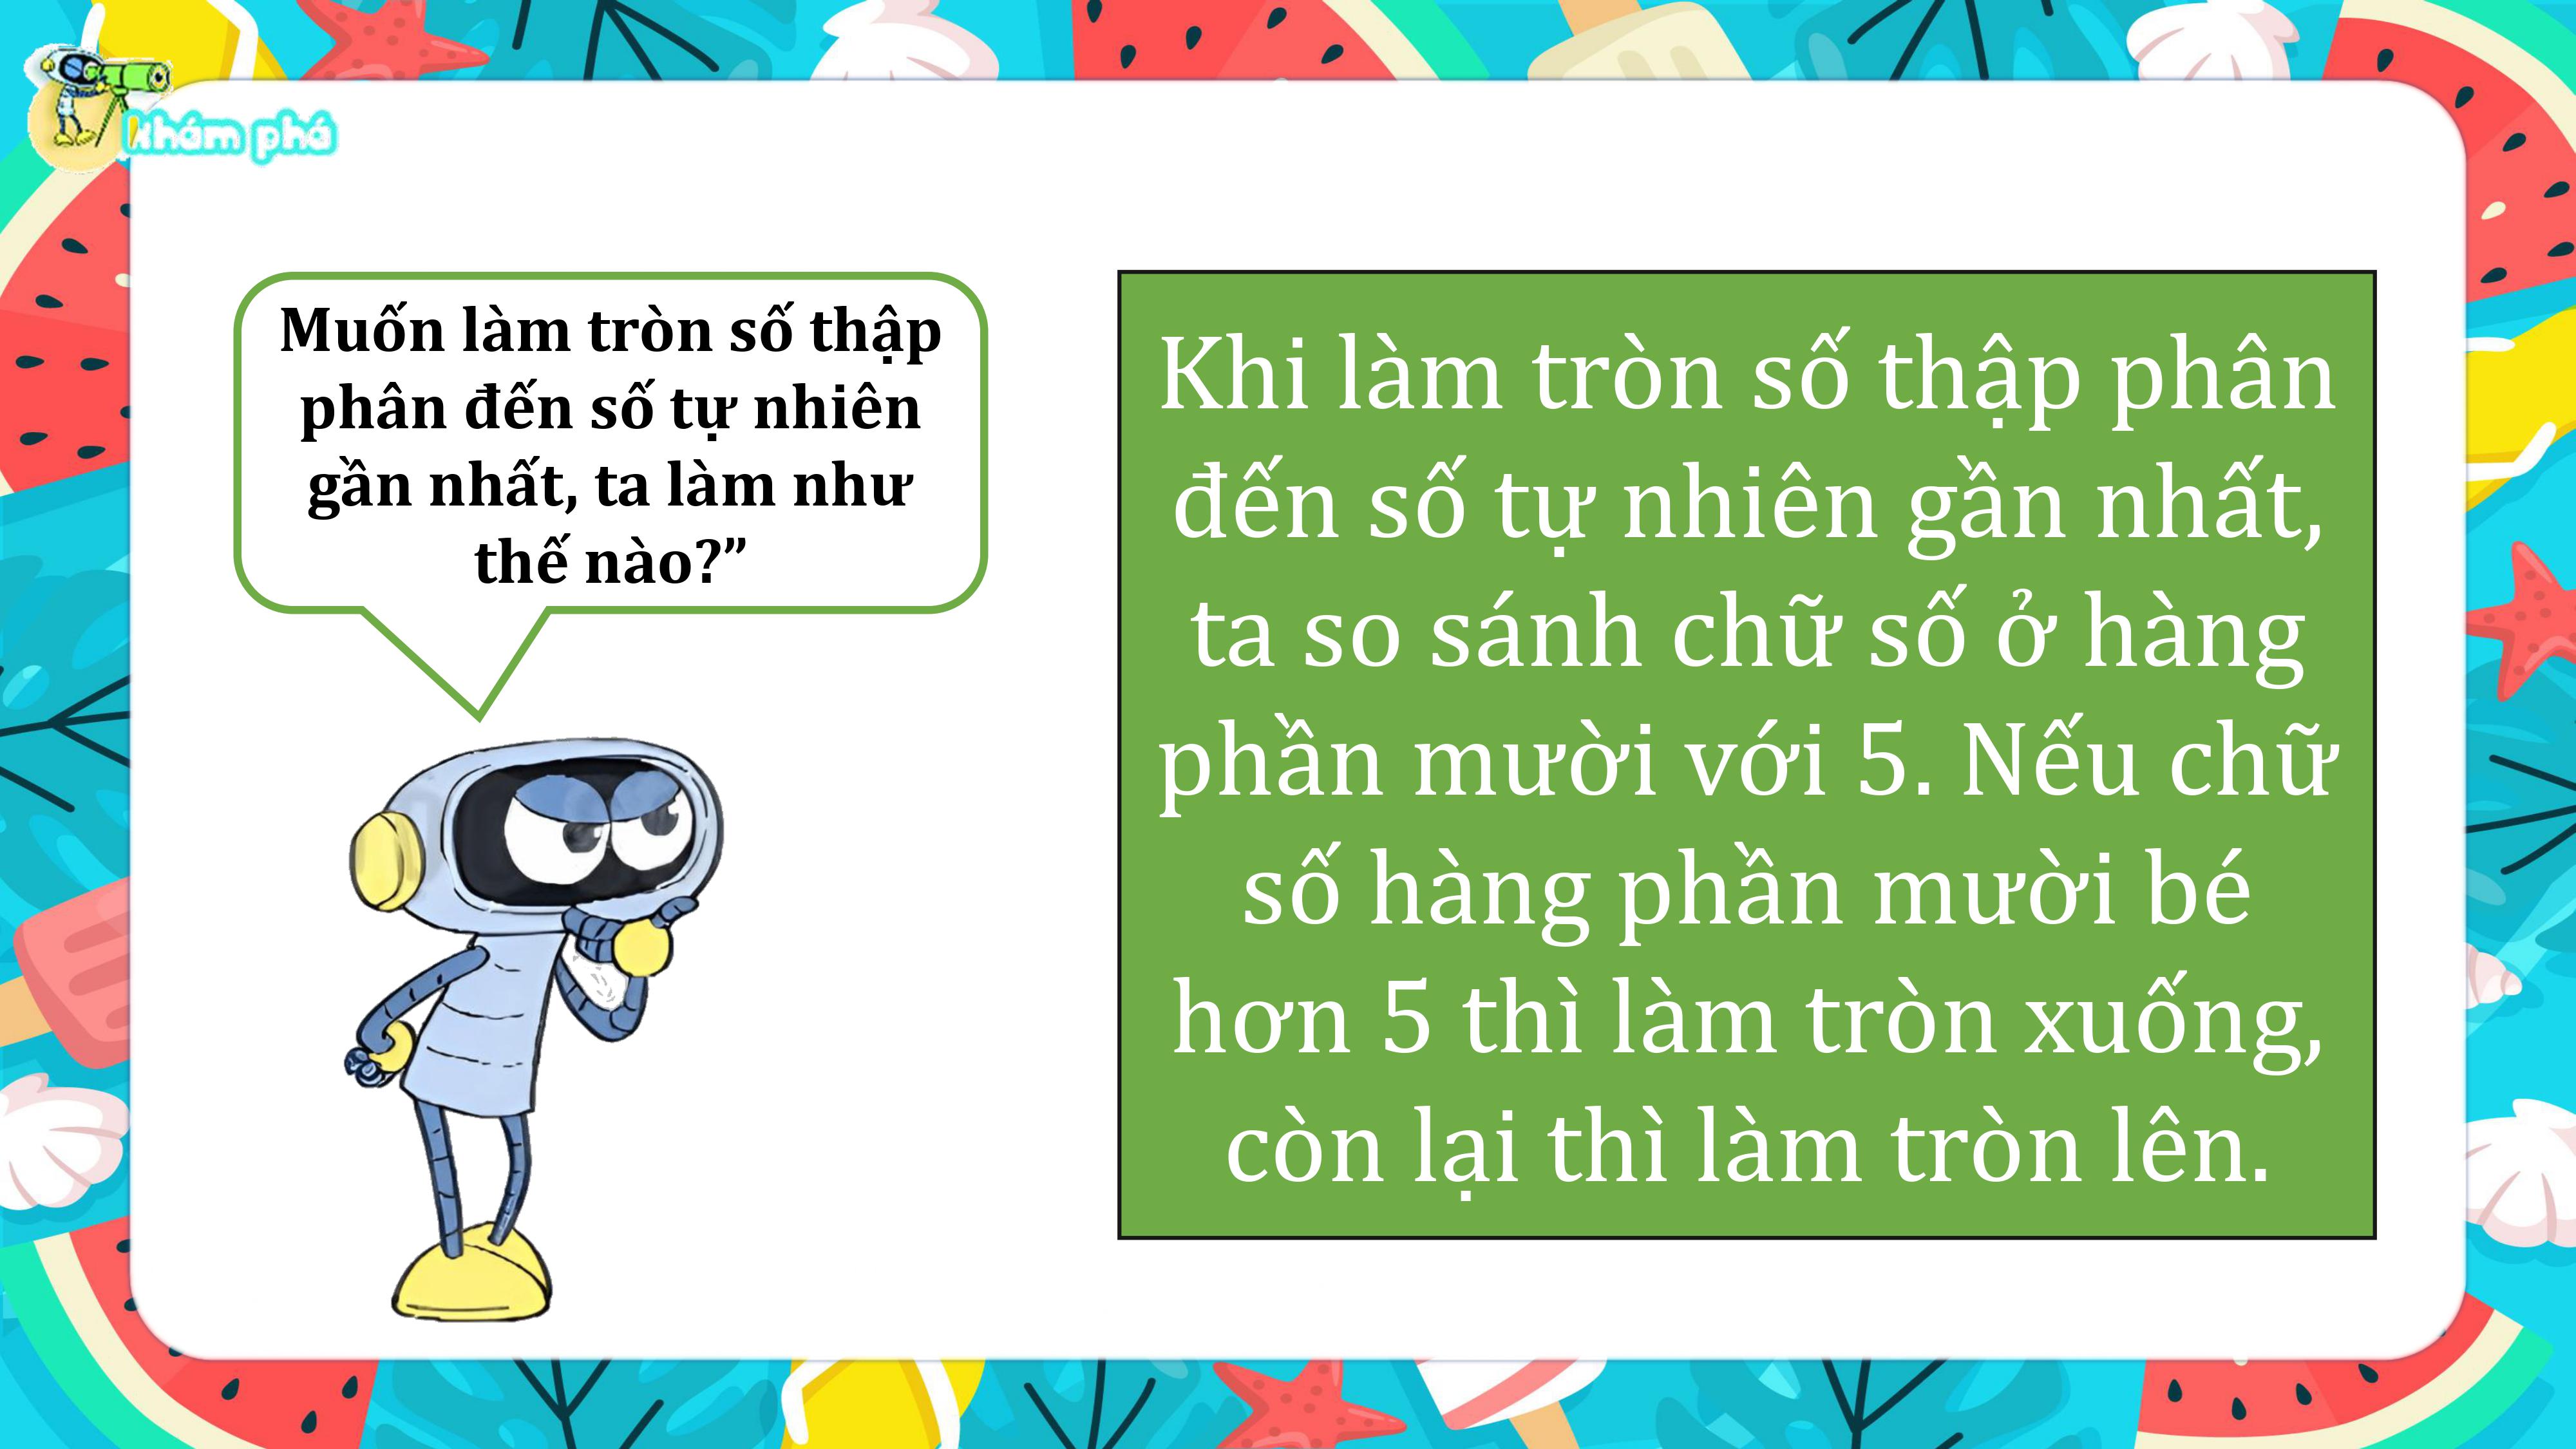 Khám phá
Muốn làm tròn số thập
phân đến số tự nhiên
gần nhất, ta làm như
thế nào?”
Khi làm tròn số thập phân
đến số tự nhiên gần nhất,
ta so sánh chữ số ở hàng
phần mười với 5. Nếu chữ
số hàng phần mười bé
hơn 5 thì làm tròn xuống,
còn lại thì làm tròn lên.